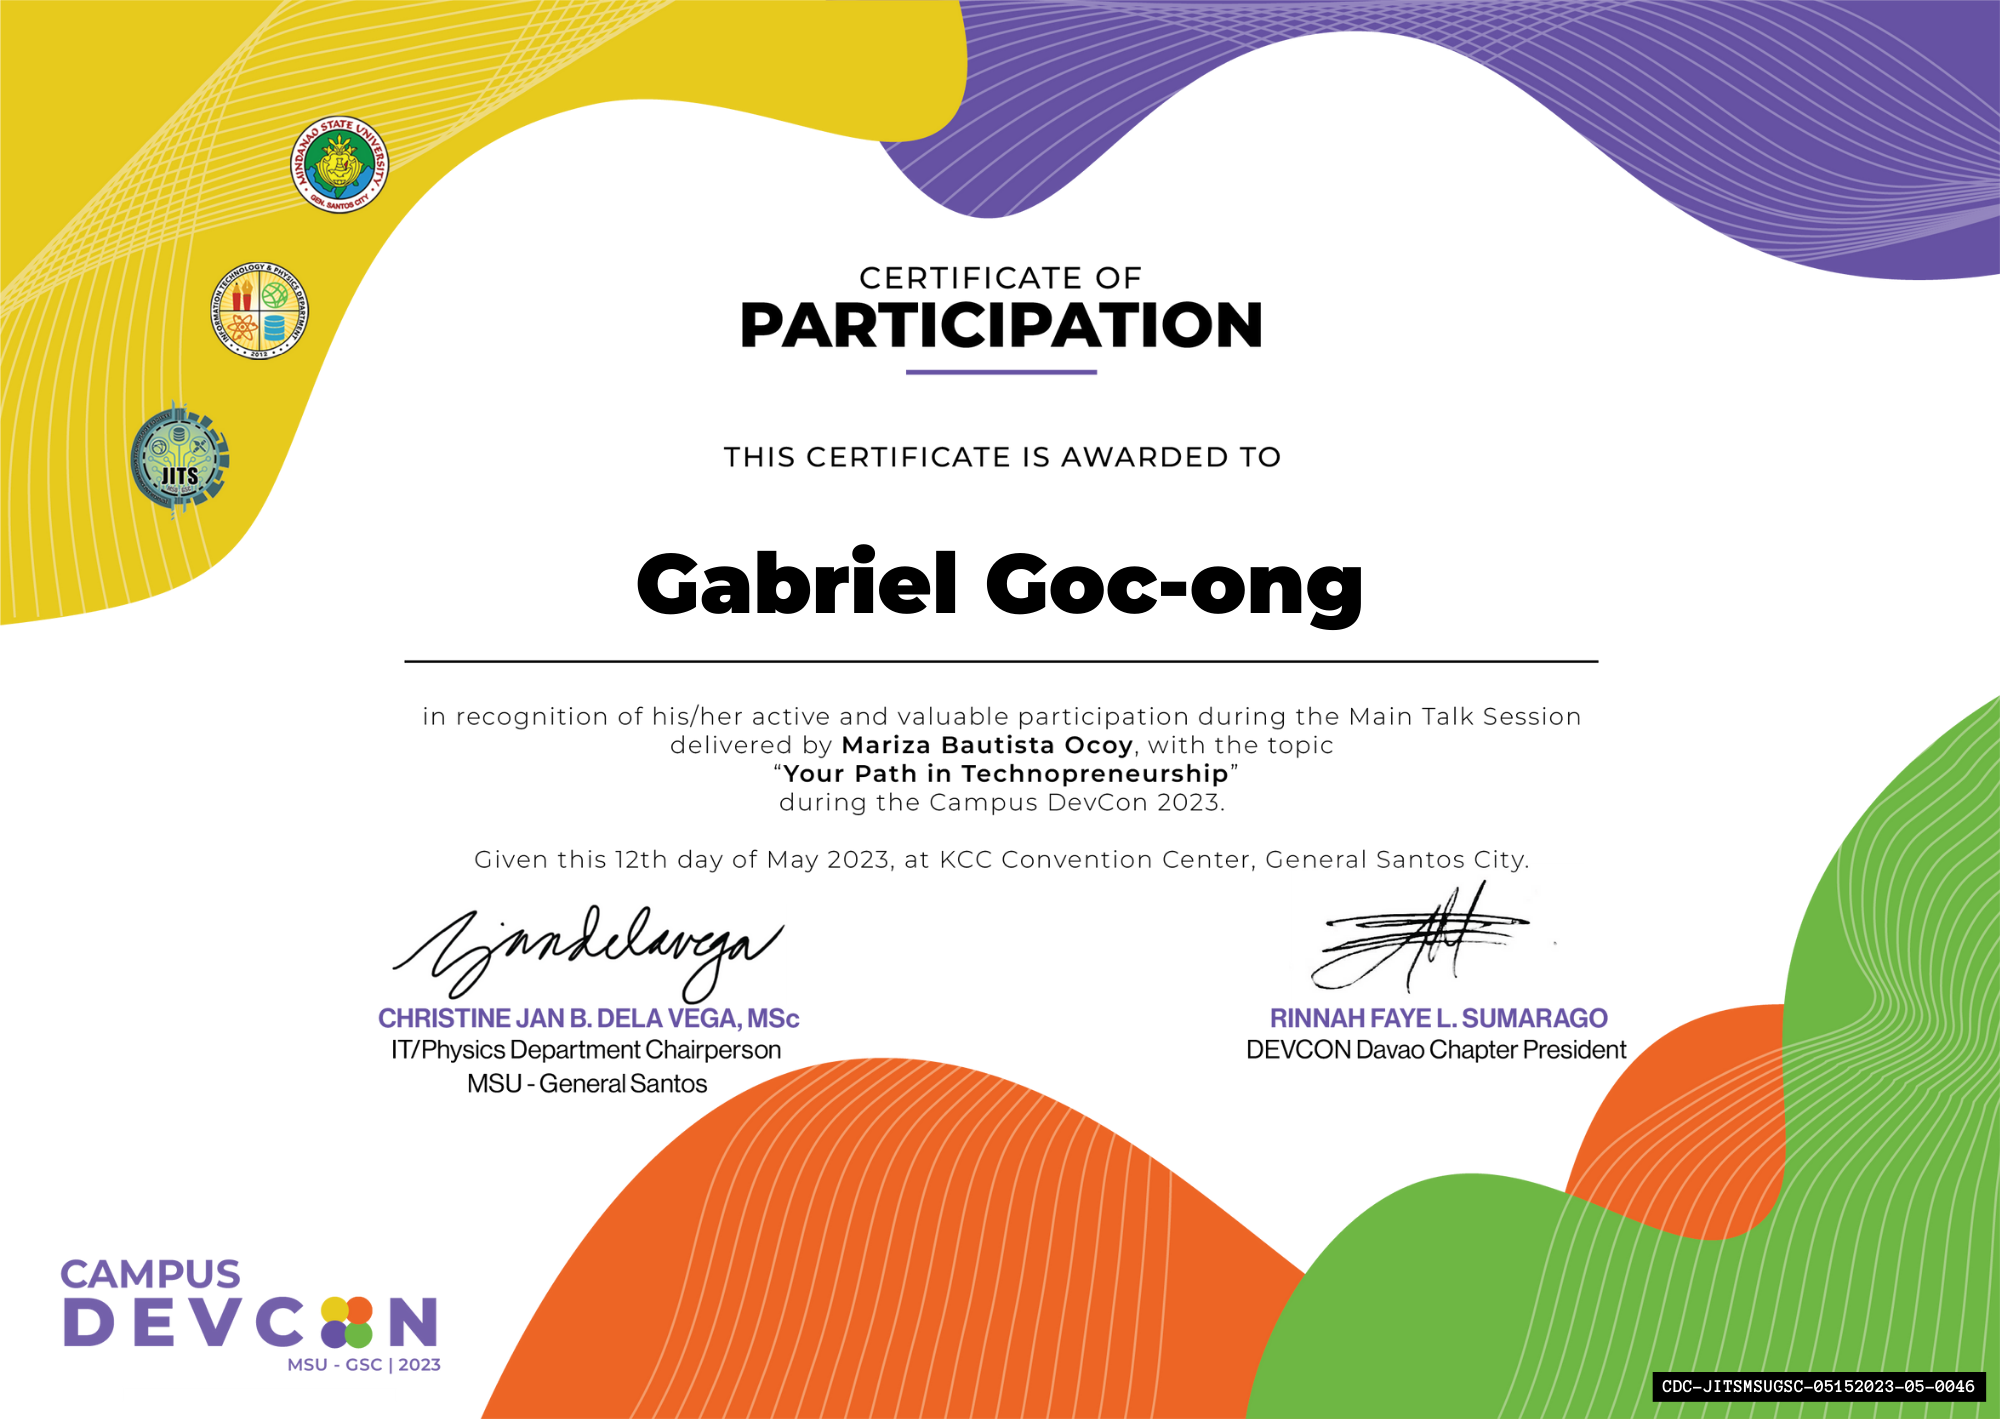 MINDANAO STATE UNIVERSITY
GEN. SANTOS CITY
INFORMATION TECHNOLOGY & PHYSICS DEPARTMENT
2012
JITS
CERTIFICATE OF
PARTICIPATION
THIS CERTIFICATE IS AWARDED TO
Gabriel Goc-ong
in recognition of his/her active and valuable participation during the Main Talk Session
delivered by Mariza Bautista Ocoy, with the topic
“Your Path in Technopreneurship”
during the Campus DevCon 2023.
Given this 12th day of May 2023, at KCC Convention Center, General Santos City.
CHRISTINE JAN B. DELA VEGA, MSc
IT/Physics Department Chairperson
MSU - General Santos
RINNAH FAYE L. SUMARAGO
DEVCON Davao Chapter President
CAMPUS
DEVCON
MSU - GSC | 2023
CDC-JITSMSUGSC-05152023-05-0046